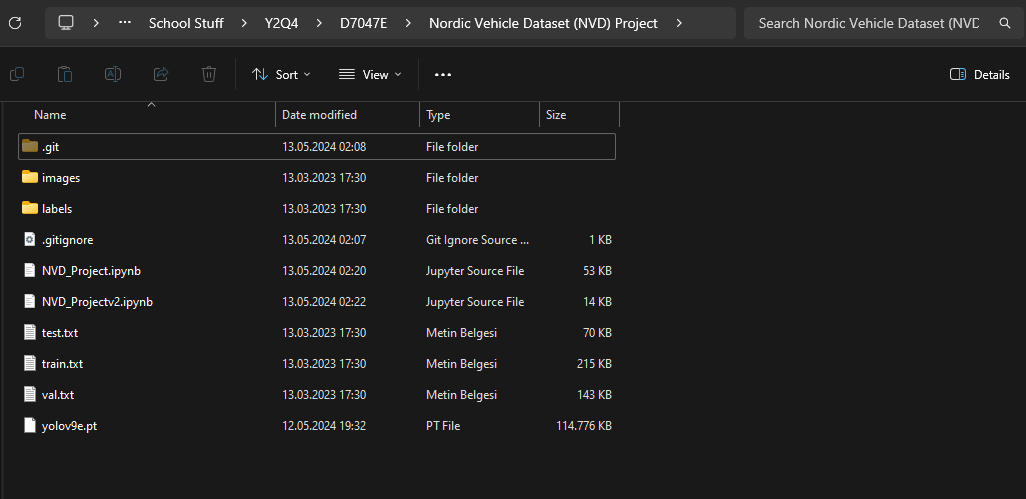 School Stuff > Y2Q4 > D7047E > Nordic Vehicle Dataset (NVD) Project > Search Nordic Vehicle Dataset (NVD
Sort View Details
Name Date modified Type Size
.git 13.05.2024 02:08 File folder
images 13.03.2023 17:30 File folder
labels 13.03.2023 17:30 File folder
.gitignore 13.05.2024 02:07 Git Ignore Source ... 1 KB
NVD_Project.ipynb 13.05.2024 02:20 Jupyter Source File 53 KB
NVD_Projectv2.ipynb 13.05.2024 02:22 Jupyter Source File 14 KB
test.txt 13.03.2023 17:30 Metin Belgesi 70 KB
train.txt 13.03.2023 17:30 Metin Belgesi 215 KB
val.txt 13.03.2023 17:30 Metin Belgesi 143 KB
yolov9e.pt 12.05.2024 19:32 PT File 114.776 KB